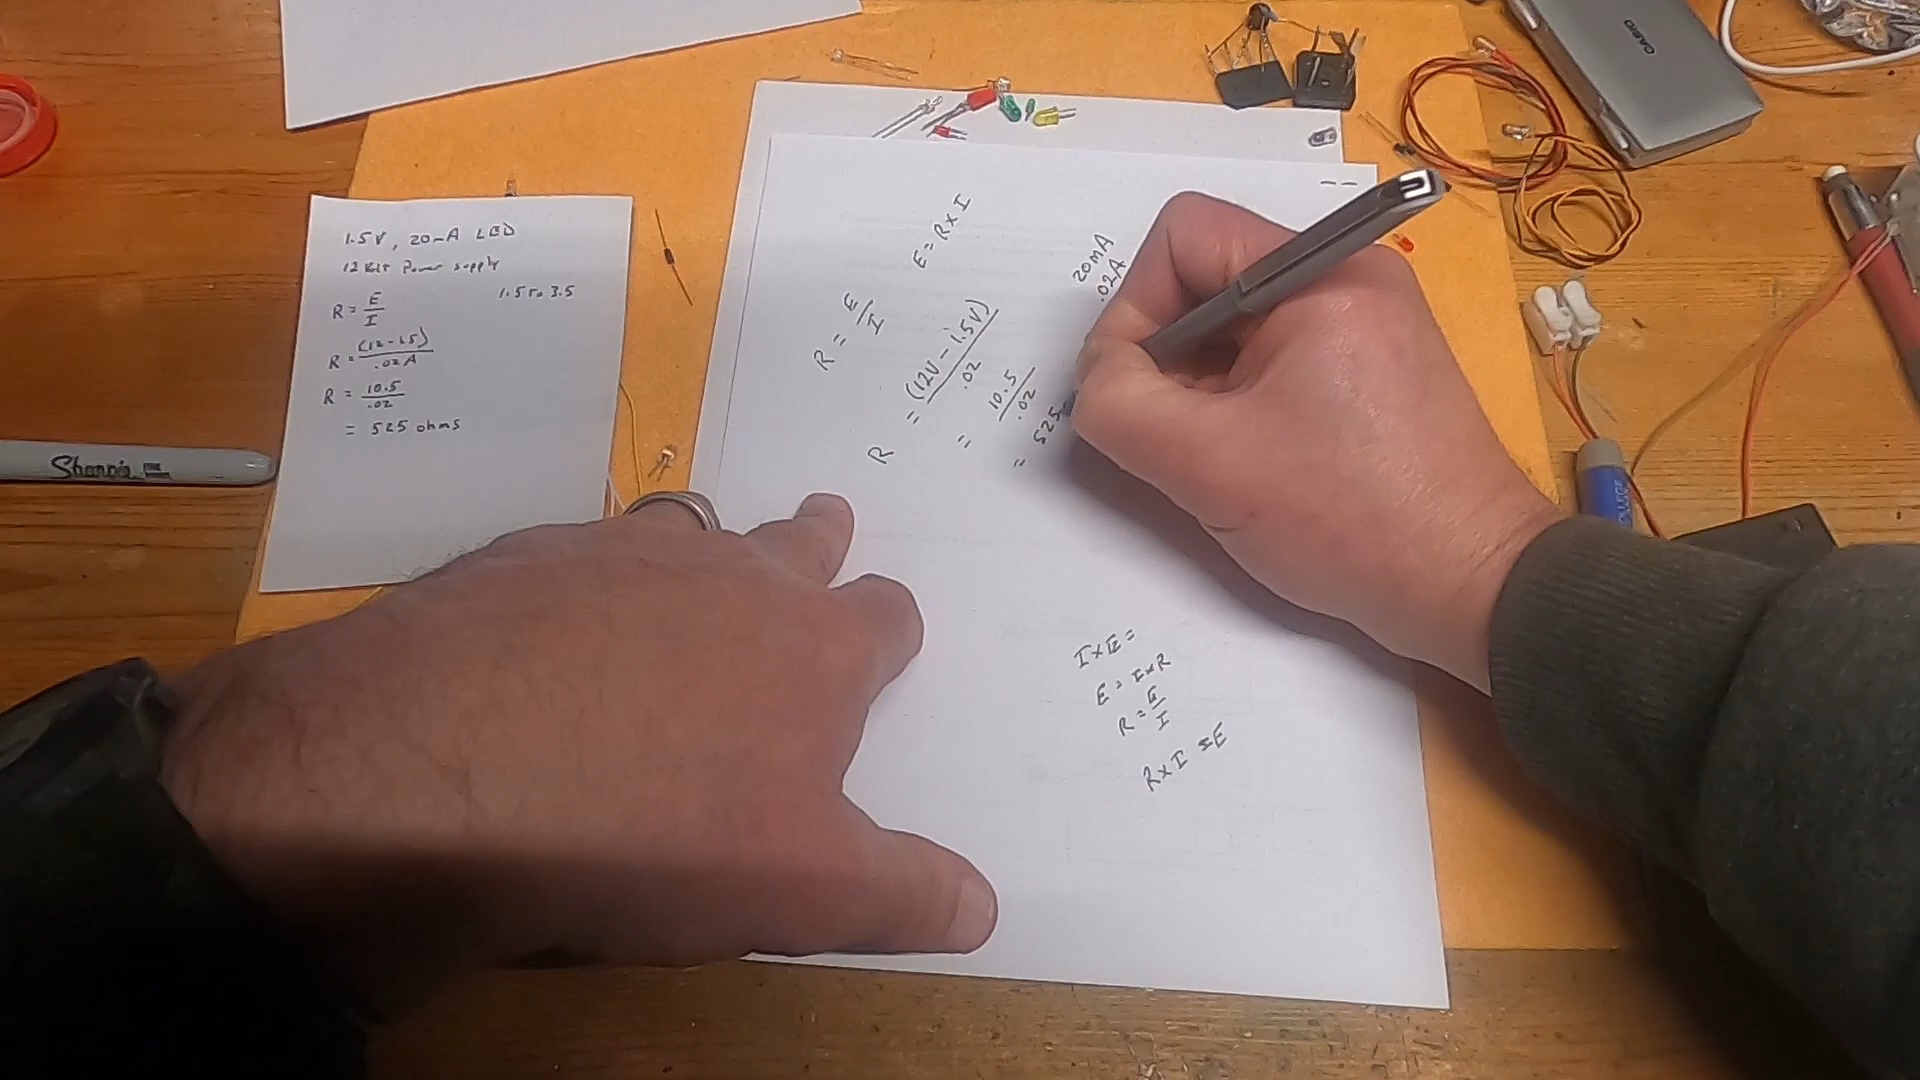 1.5V, 20mA LED
12 Volt Power supply
1.5 to 3.5
R = E/I
R = (12-1.5)/.02A
R = 10.5/.02
= 525 ohms
Sharpie
CASIO
E = R x I
R = E/I
20mA
.02A
R = (12V - 1.5V)/.02
= 10.5/.02
= 525
I x E =
E = I x R
R = E/I
R x I = E